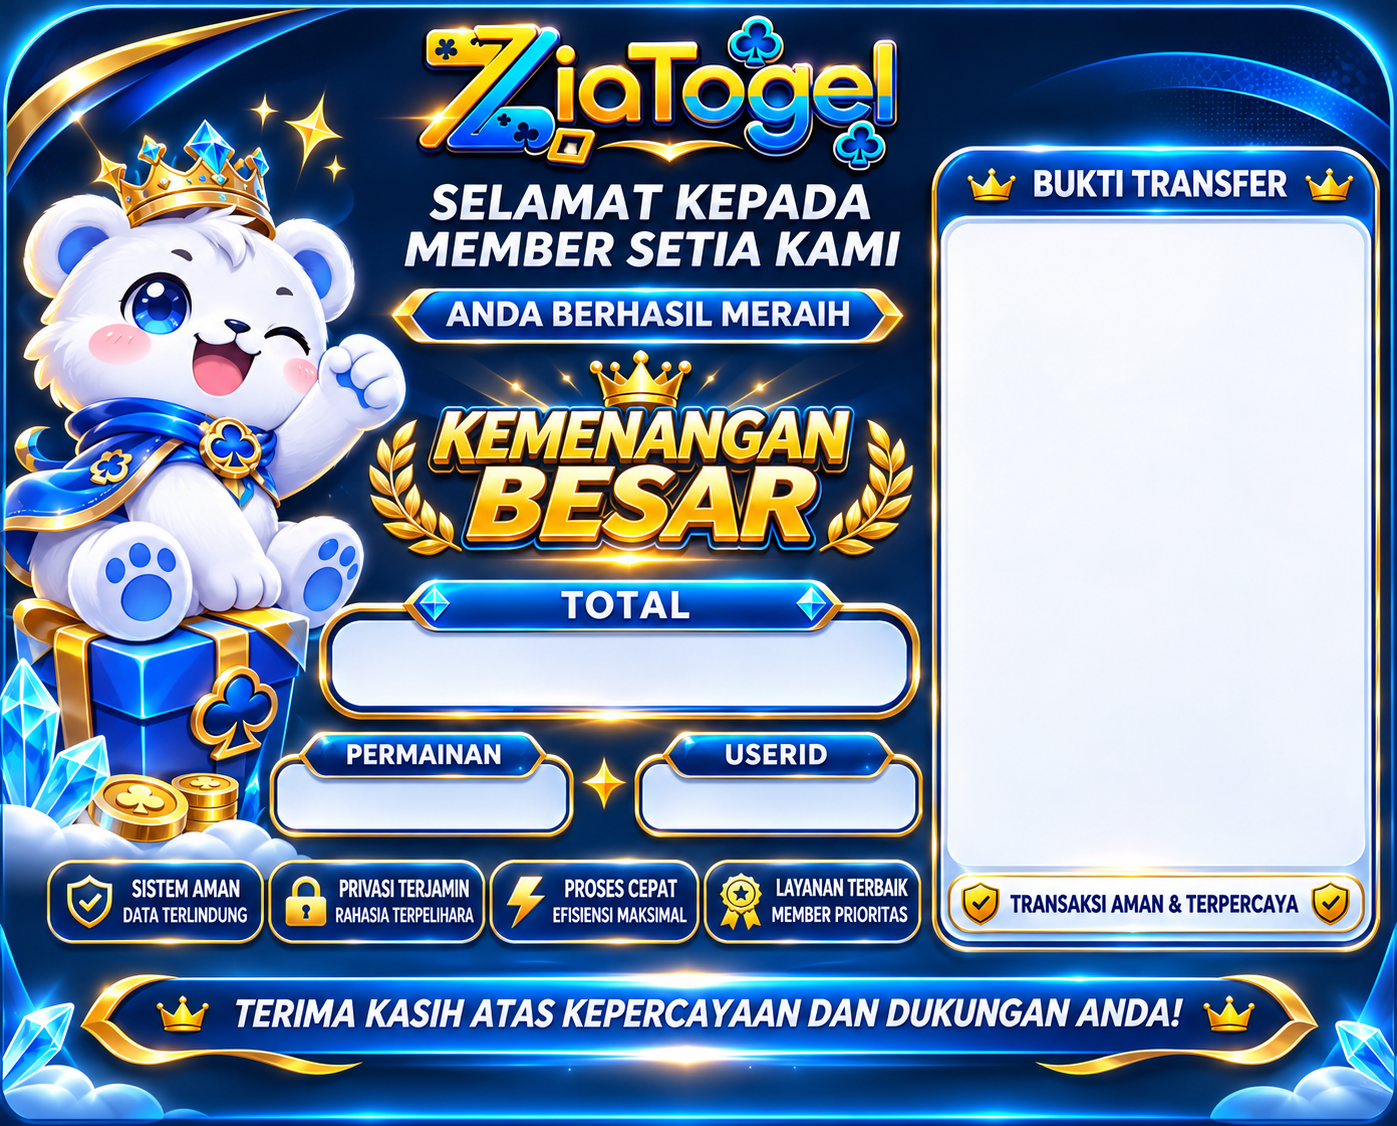 ZiaTogel
SELAMAT KEPADA
MEMBER SETIA KAMI
ANDA BERHASIL MERAIH
KEMENANGAN
BESAR
TOTAL
PERMAINAN
USERID
SISTEM AMAN
DATA TERLINDUNG
PRIVASI TERJAMIN
RAHASIA TERPELIHARA
PROSES CEPAT
EFISIENSI MAKSIMAL
LAYANAN TERBAIK
MEMBER PRIORITAS
BUKTI TRANSFER
TRANSAKSI AMAN & TERPERCAYA
TERIMA KASIH ATAS KEPERCAYAAN DAN DUKUNGAN ANDA!